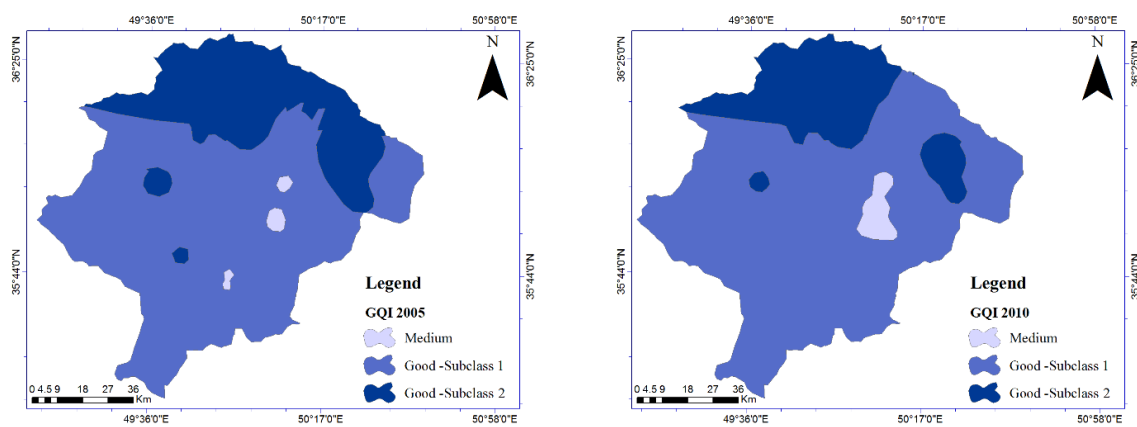 49°36'0"E 50°17'0"E 50°58'0"E
36°25'0"N 36°25'0"N
N
35°44'0"N 35°44'0"N
Legend
GQI 2005
Medium
Good -Subclass 1
Good -Subclass 2
0 4.5 9 18 27 36
Km
49°36'0"E 50°17'0"E 50°58'0"E
49°36'0"E 50°17'0"E 50°58'0"E
36°25'0"N 36°25'0"N
N
35°44'0"N 35°44'0"N
Legend
GQI 2010
Medium
Good -Subclass 1
Good -Subclass 2
0 4.5 9 18 27 36
Km
49°36'0"E 50°17'0"E 50°58'0"E